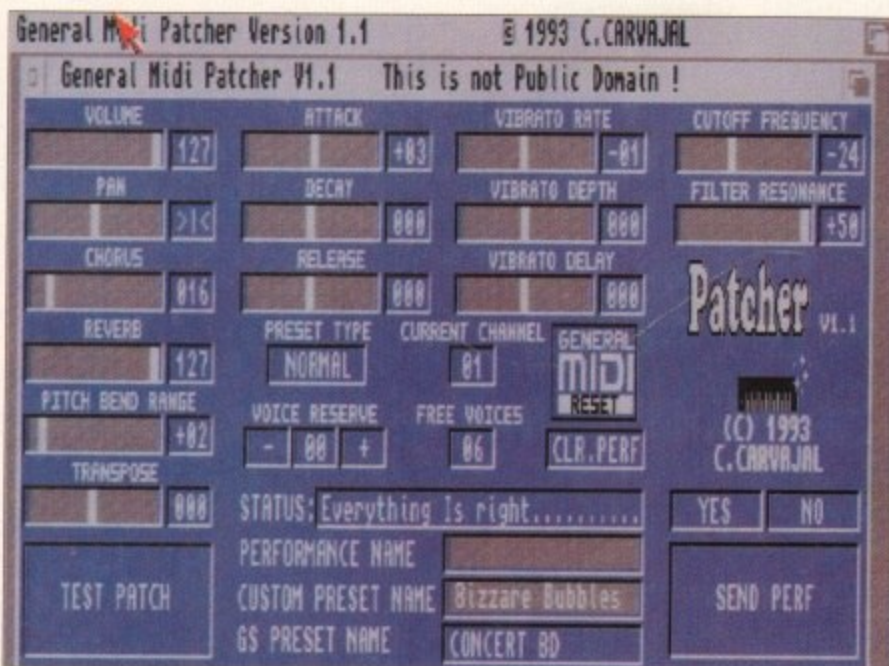 General Midi Patcher Version 1.1 © 1993 C.CARVAJAL
General Midi Patcher V1.1 This is not Public Domain !
VOLUME ATTACK VIBRATO RATE CUTOFF FREQUENCY
127 +03 -01 -24
PAN DECAY VIBRATO DEPTH FILTER RESONANCE
>|< 000 000 +50
CHORUS RELEASE VIBRATO DELAY
016 000 000
Patcher V1.1
REVERB PRESET TYPE CURRENT CHANNEL GENERAL
127 NORMAL 01 MIDI
RESET
PITCH BEND RANGE VOICE RESERVE FREE VOICES
+02 - 00 + 06 CLR.PERF
(C) 1993
C.CARVAJAL
TRANSPOSE
000 STATUS: Everything Is right.......... YES NO
PERFORMANCE NAME
TEST PATCH CUSTOM PRESET NAME Bizzare Bubbles SEND PERF
GS PRESET NAME CONCERT BD